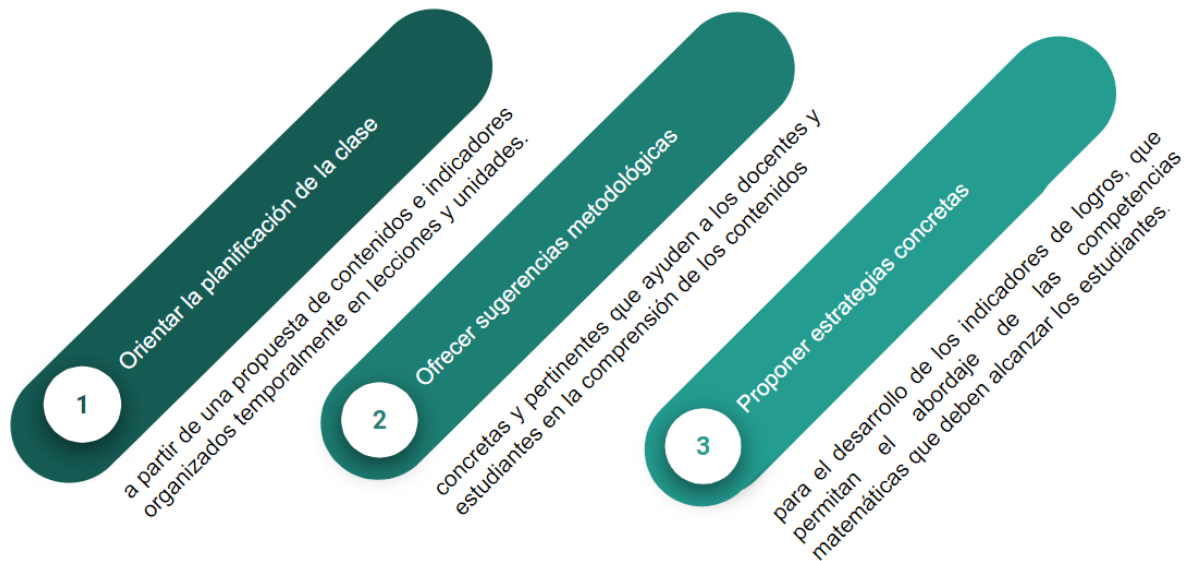 1
Orientar la planificación de la clase
a partir de una propuesta de contenidos e indicadores
organizados temporalmente en lecciones y unidades.
2
Ofrecer sugerencias metodológicas
concretas y pertinentes que ayuden a los docentes y
estudiantes en la comprensión de los contenidos
3
Proponer estrategias concretas
para el desarrollo de los indicadores de logros, que
permitan el abordaje de las competencias
matemáticas que deben alcanzar los estudiantes.